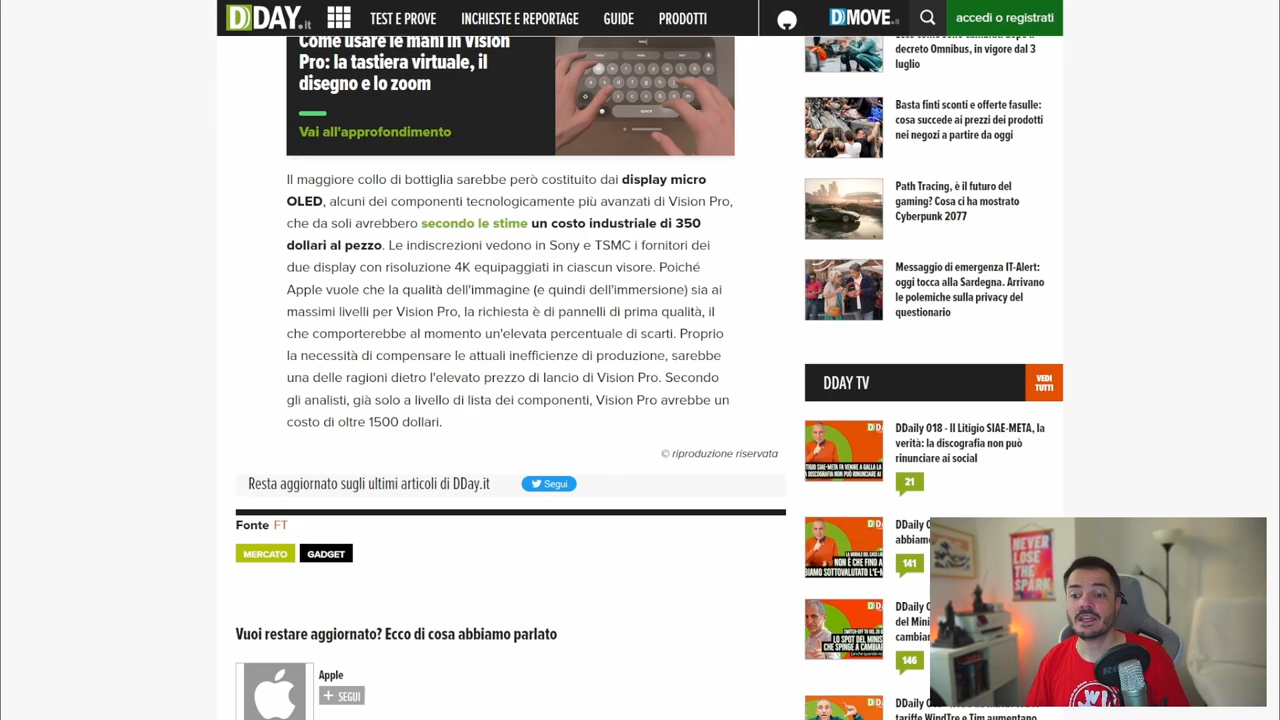 DDAY.it
TEST E PROVE
INCHIESTE E REPORTAGE
GUIDE
PRODOTTI
DMOVE.it
accedi o registrati
Come usare le mani in Vision
Pro: la tastiera virtuale, il
disegno e lo zoom
Vai all'approfondimento
Il maggiore collo di bottiglia sarebbe però costituito dai display micro
OLED, alcuni dei componenti tecnologicamente più avanzati di Vision Pro,
che da soli avrebbero secondo le stime un costo industriale di 350
dollari al pezzo. Le indiscrezioni vedono in Sony e TSMC i fornitori dei
due display con risoluzione 4K equipaggiati in ciascun visore. Poiché
Apple vuole che la qualità dell'immagine (e quindi dell'immersione) sia ai
massimi livelli per Vision Pro, la richiesta è di pannelli di prima qualità, il
che comporterebbe al momento un'elevata percentuale di scarti. Proprio
la necessità di compensare le attuali inefficienze di produzione, sarebbe
una delle ragioni dietro l'elevato prezzo di lancio di Vision Pro. Secondo
gli analisti, già solo a livello di lista dei componenti, Vision Pro avrebbe un
costo di oltre 1500 dollari.
© riproduzione riservata
Resta aggiornato sugli ultimi articoli di DDay.it
Segui
Fonte FT
MERCATO
GADGET
Vuoi restare aggiornato? Ecco di cosa abbiamo parlato
Apple
+ SEGUI
decreto Omnibus, in vigore dal 3
luglio
Basta finti sconti e offerte fasulle:
cosa succede ai prezzi dei prodotti
nei negozi a partire da oggi
Path Tracing, è il futuro del
gaming? Cosa ci ha mostrato
Cyberpunk 2077
Messaggio di emergenza IT-Alert:
oggi tocca alla Sardegna. Arrivano
le polemiche sulla privacy del
questionario
DDAY TV
VEDI
TUTTI
DDaily 018 - Il Litigio SIAE-META, la
verità: la discografia non può
rinunciare ai social
21
DDaily
abbiamo
141
DDaily
del Mini
cambiar
146
tariffe WindTre e Tim aumentano
NEVER
LOSE
THE
SPARK